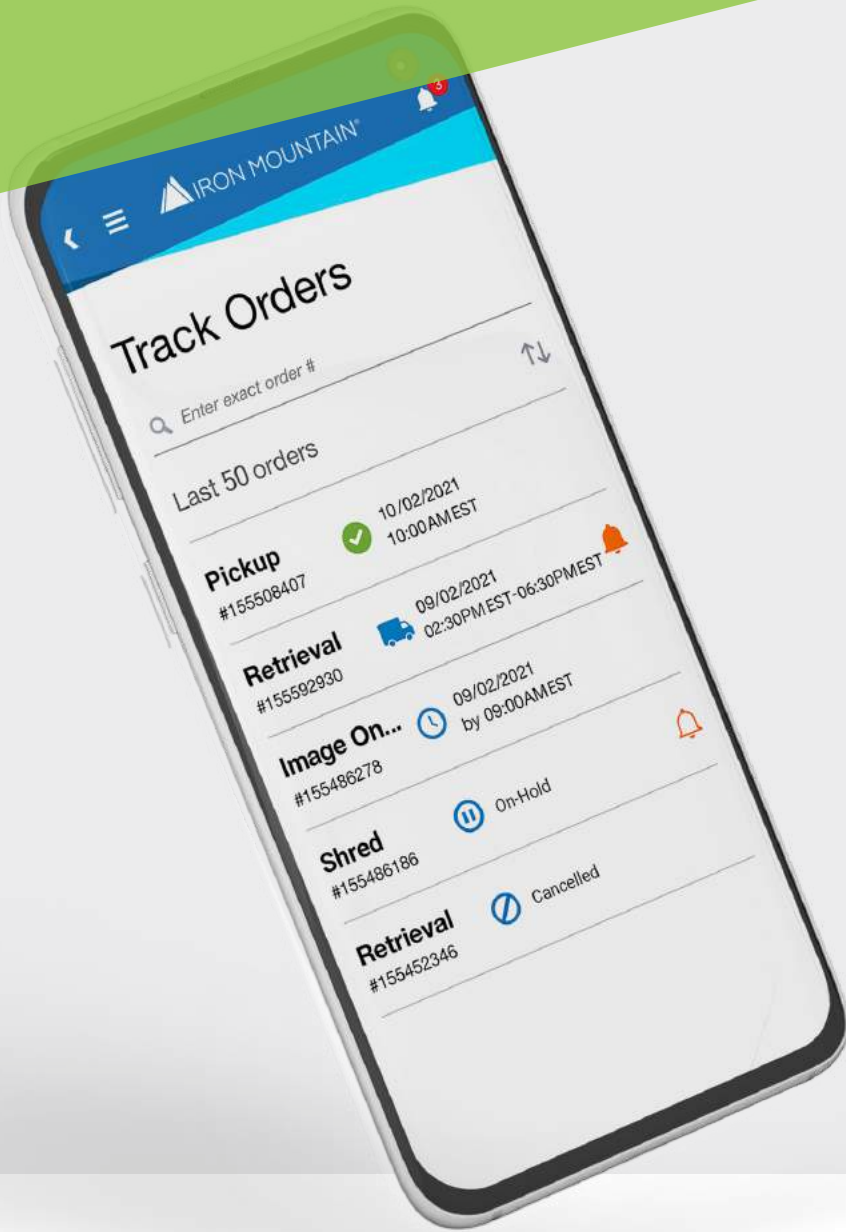 3
IRON MOUNTAIN®
Track Orders
Enter exact order #
Last 50 orders
Pickup
#155508407
10/02/2021
10:00AMEST
Retrieval
#155592930
09/02/2021
02:30PMEST-06:30PMEST
Image On...
#155486278
09/02/2021
by 09:00AMEST
Shred
#155486186
On-Hold
Retrieval
#155452346
Cancelled